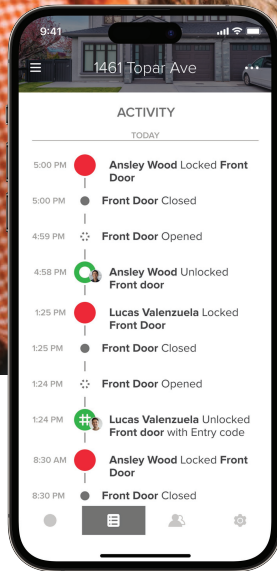 9:41
1461 Topar Ave
ACTIVITY
TODAY
5:00 PM Ansley Wood Locked Front
Door
5:00 PM Front Door Closed
4:59 PM Front Door Opened
4:58 PM Ansley Wood Unlocked
Front door
1:25 PM Lucas Valenzuela Locked
Front Door
1:25 PM Front Door Closed
1:24 PM Front Door Opened
1:24 PM # Lucas Valenzuela Unlocked
Front door with Entry code
8:30 AM Ansley Wood Locked Front
Door
8:30 PM Front Door Closed